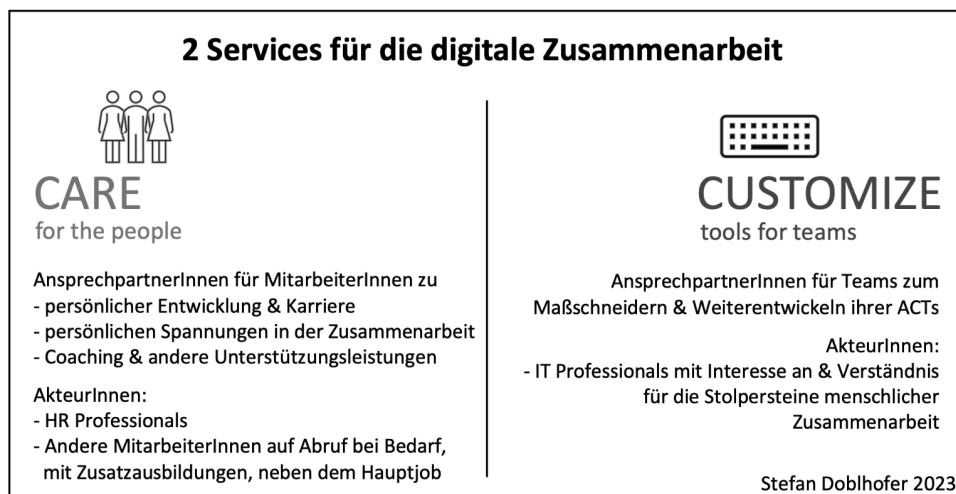 2 Services für die digitale Zusammenarbeit
CARE
for the people
AnsprechpartnerInnen für MitarbeiterInnen zu
- persönlicher Entwicklung & Karriere
- persönlichen Spannungen in der Zusammenarbeit
- Coaching & andere Unterstützungsleistungen
AkteurInnen:
- HR Professionals
- Andere MitarbeiterInnen auf Abruf bei Bedarf,
mit Zusatzausbildungen, neben dem Hauptjob
CUSTOMIZE
tools for teams
AnsprechpartnerInnen für Teams zum
Maßschneidern & Weiterentwickeln ihrer ACTs
AkteurInnen:
- IT Professionals mit Interesse an & Verständnis
für die Stolpersteine menschlicher
Zusammenarbeit
Stefan Doblhofer 2023